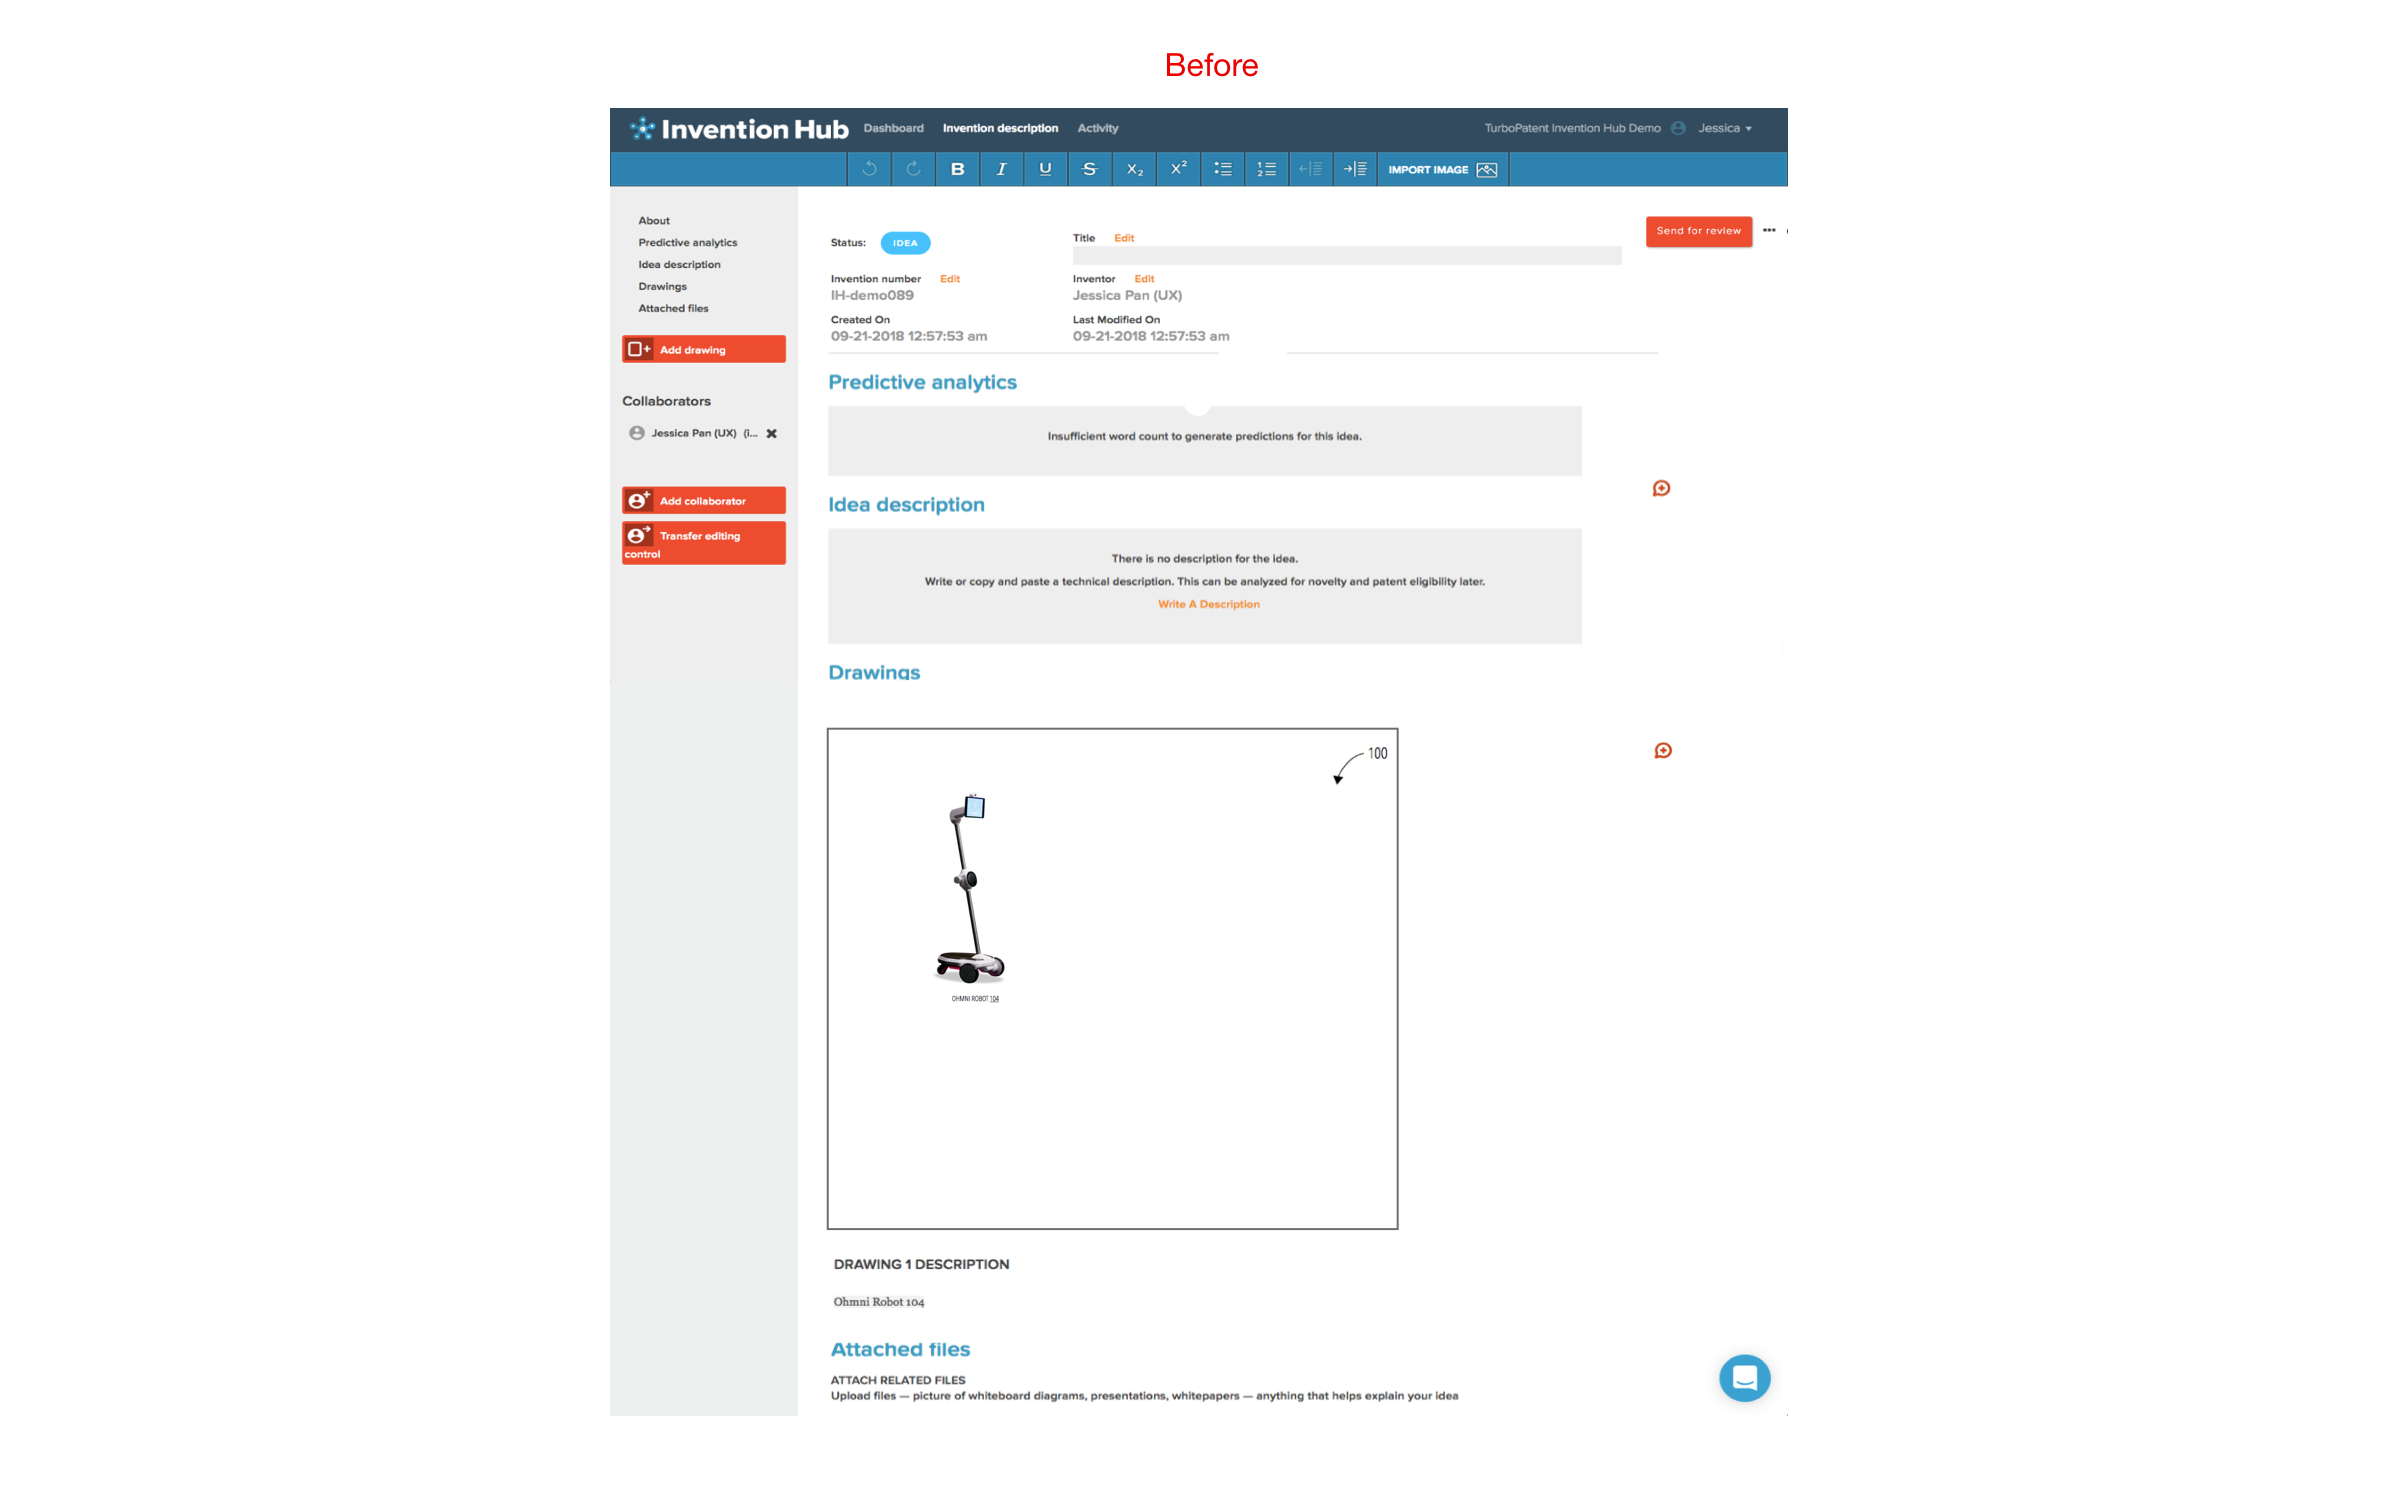 Before
Invention Hub Dashboard Invention description Activity TurboPatent Invention Hub Demo Jessica
B I U S X₂ X² IMPORT IMAGE
About
Predictive analytics
Idea description
Drawings
Attached files
Add drawing
Collaborators
Jessica Pan (UX) (i...
Add collaborator
Transfer editing
control
Status: IDEA
Title Edit
Send for review
Invention number Edit
IH-demo089
Inventor Edit
Jessica Pan (UX)
Created On
09-21-2018 12:57:53 am
Last Modified On
09-21-2018 12:57:53 am
Predictive analytics
Insufficient word count to generate predictions for this idea.
Idea description
There is no description for the idea.
Write or copy and paste a technical description. This can be analyzed for novelty and patent eligibility later.
Write A Description
Drawings
100
OHMNI ROBOT 104
DRAWING 1 DESCRIPTION
Ohmni Robot 104
Attached files
ATTACH RELATED FILES
Upload files — picture of whiteboard diagrams, presentations, whitepapers — anything that helps explain your idea